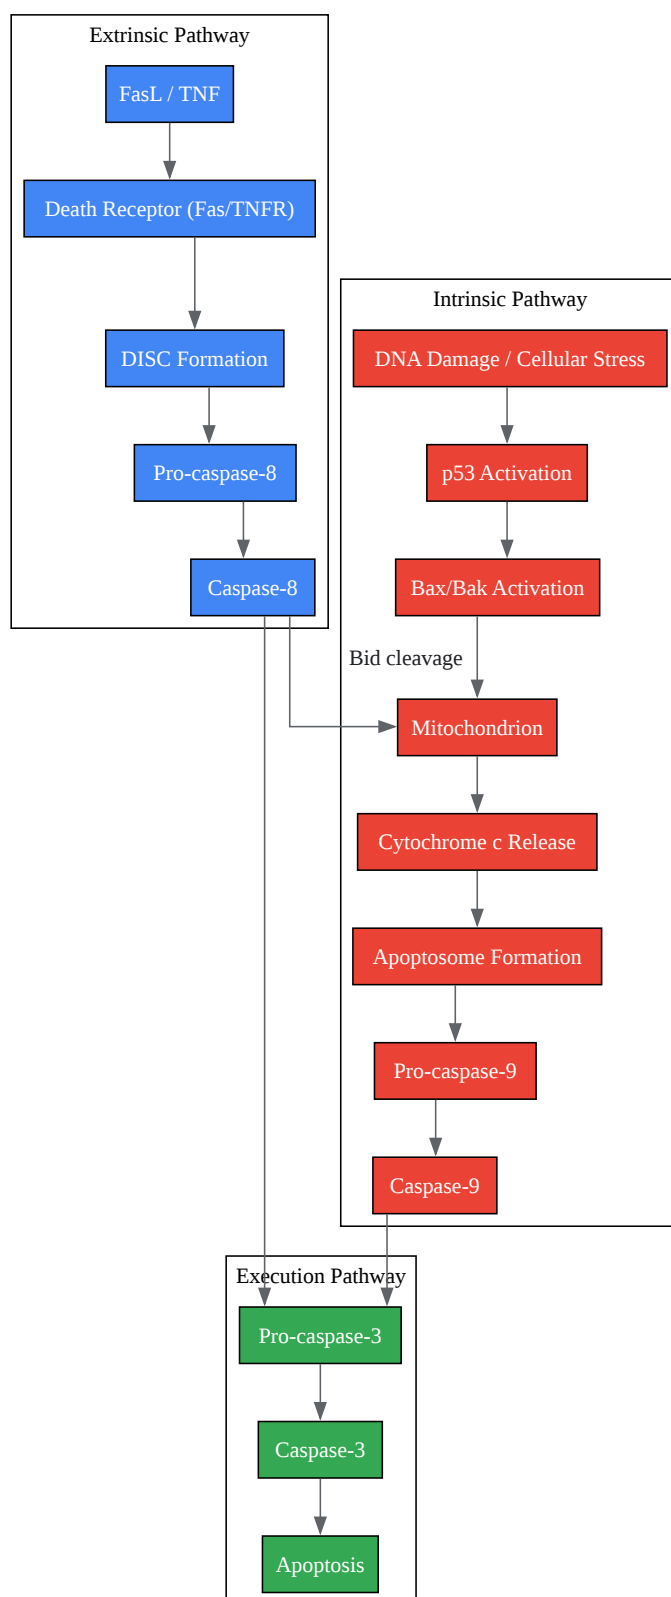 Extrinsic Pathway
FasL / TNF
Death Receptor (Fas/TNFR)
DISC Formation
Pro-caspase-8
Caspase-8
Intrinsic Pathway
DNA Damage / Cellular Stress
p53 Activation
Bax/Bak Activation
Bid cleavage
Mitochondrion
Cytochrome c Release
Apoptosome Formation
Pro-caspase-9
Caspase-9
Execution Pathway
Pro-caspase-3
Caspase-3
Apoptosis